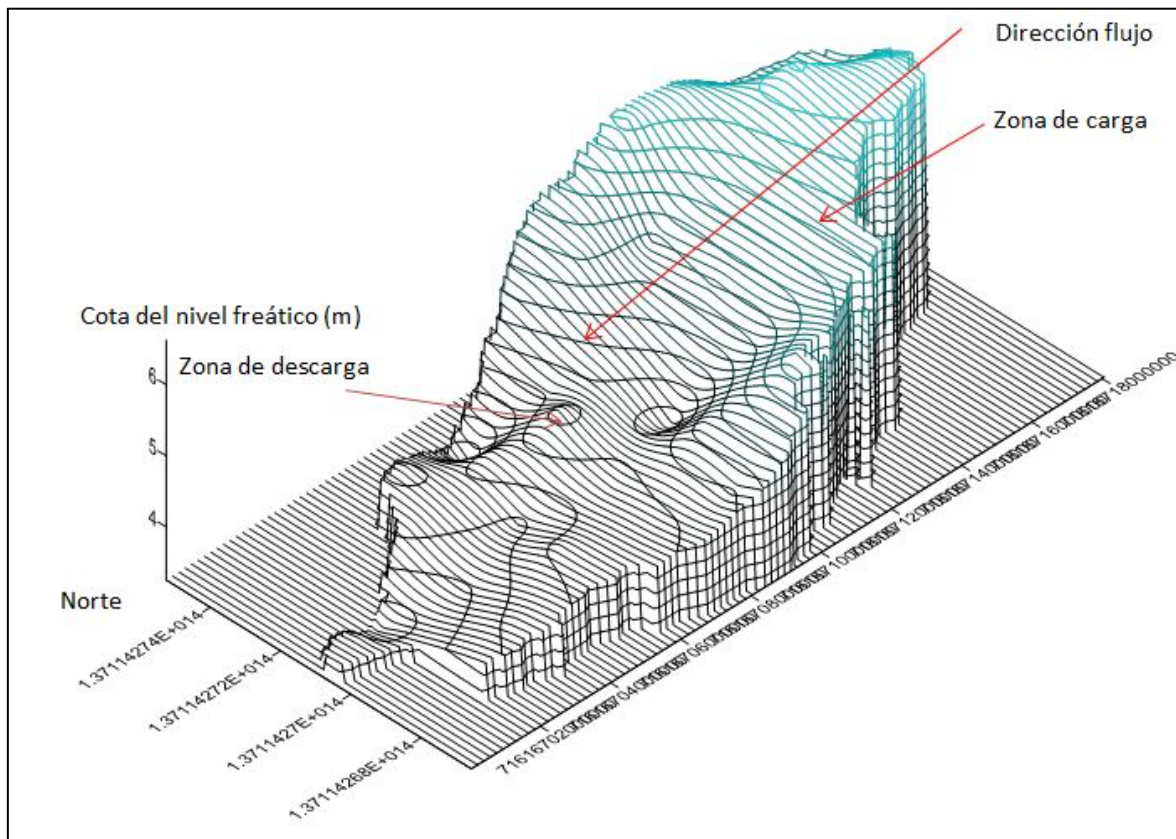 Dirección flujo
Zona de carga
Cota del nivel freático (m)
Zona de descarga
6
5
4
Norte
1.37114274E+014
1.37114272E+014
1.3711427E+014
1.37114268E+014